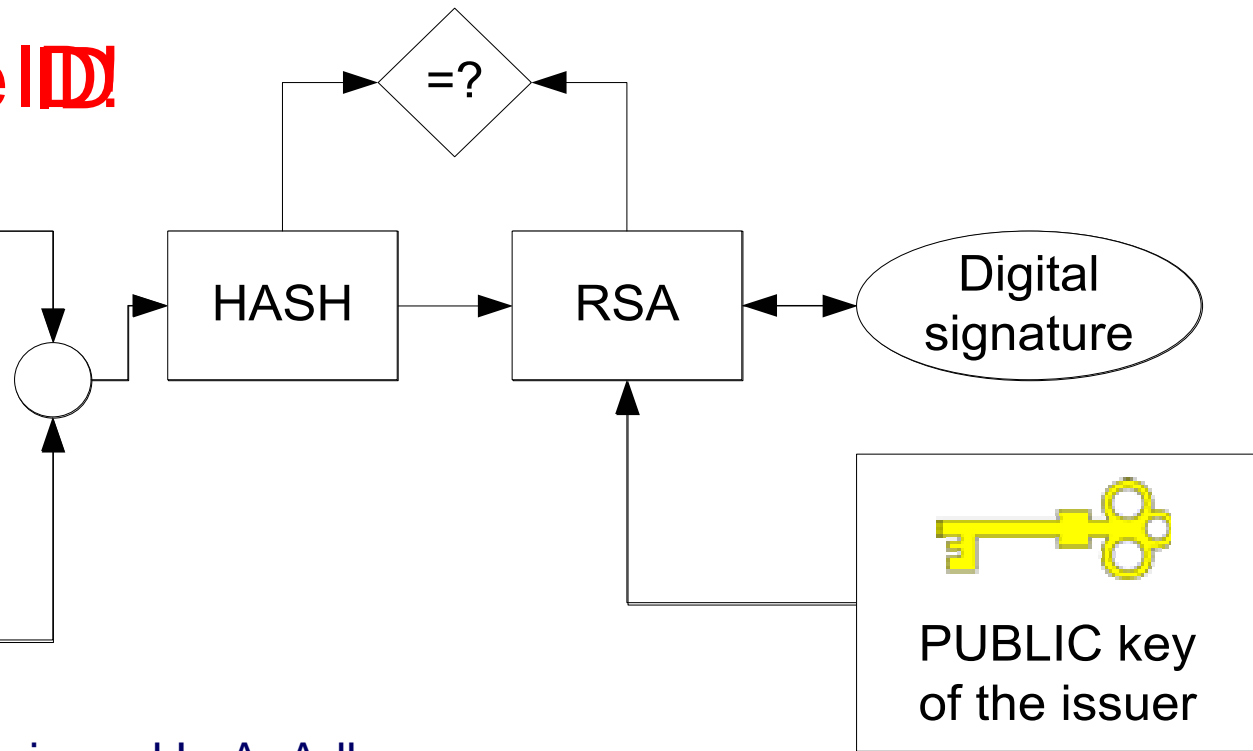 =?
HASH
RSA
Digital
signature
PUBLIC key
of the issuer